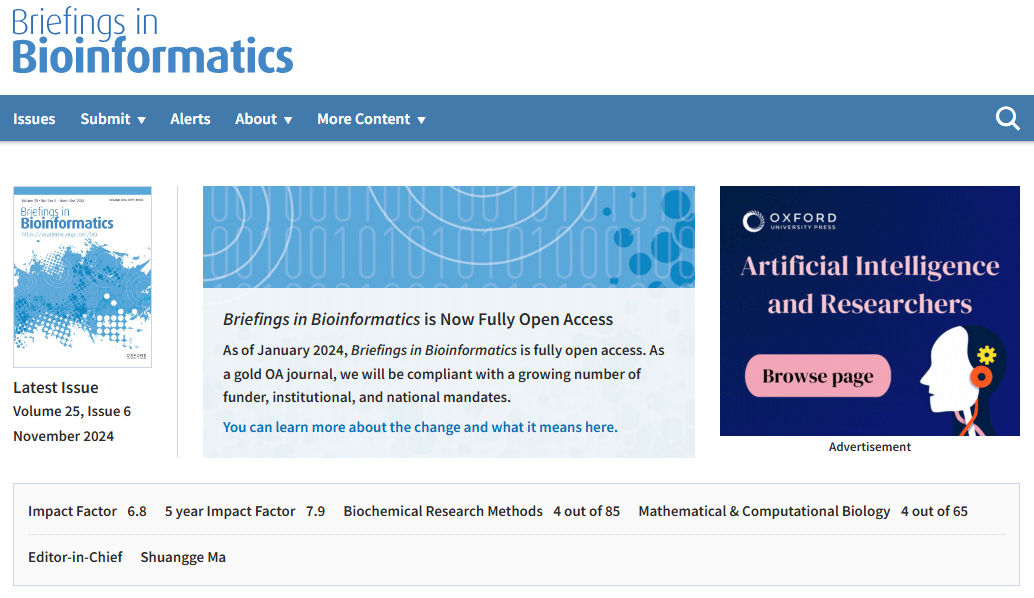 Briefings in
Bioinformatics
Issues Submit ▼ Alerts About ▼ More Content ▼
Briefings in
Bioinformatics
Latest Issue
Volume 25, Issue 6
November 2024
Briefings in Bioinformatics is Now Fully Open Access
As of January 2024, Briefings in Bioinformatics is fully open access. As
a gold OA journal, we will be compliant with a growing number of
funder, institutional, and national mandates.
You can learn more about the change and what it means here.
OXFORD
UNIVERSITY PRESS
Artificial Intelligence
and Researchers
Browse page
Advertisement
Impact Factor 6.8 5 year Impact Factor 7.9 Biochemical Research Methods 4 out of 85 Mathematical & Computational Biology 4 out of 65
Editor-in-Chief Shuangge Ma